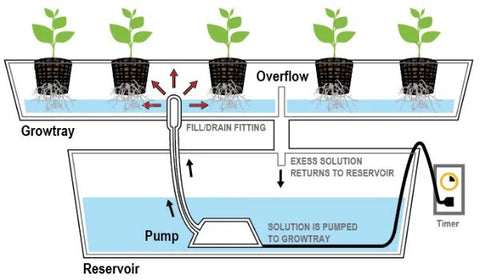 Overflow
Growtray
FILL/DRAIN FITTING
EXESS SOLUTION
RETURNS TO RESERVOIR
Timer
SOLUTION IS PUMPED
TO GROWTRAY
Pump
Reservoir